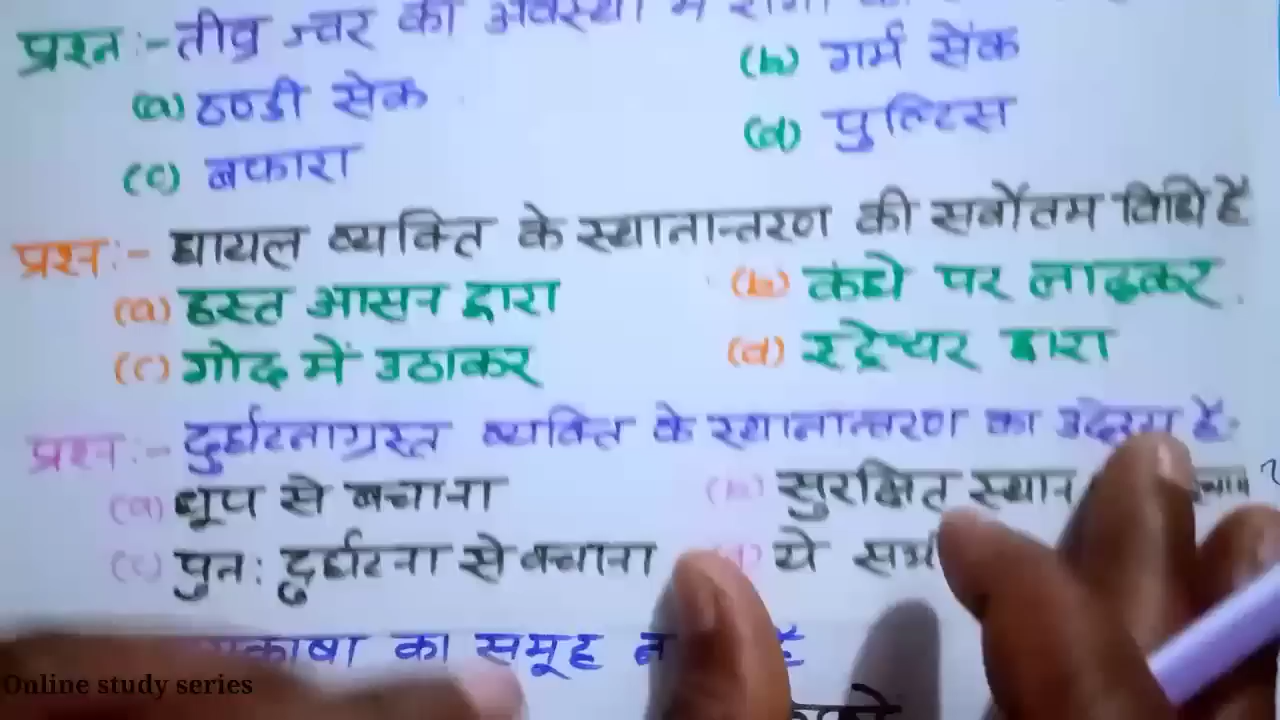 प्रश्न :- तीव्र ज्वर की अवस्था में
(a) ठण्डी सेक (b) गर्म सेंक
(c) बफारा (d) पुल्टिस
प्रश्न :- घायल व्यक्ति के स्थानान्तरण की सर्वोतम विधि है
(a) हस्त आसन द्वारा (b) कंधे पर लादकर
(c) गोद में उठाकर (d) स्ट्रेचर द्वारा
प्रश्न :- दुर्घटनाग्रस्त व्यक्ति के स्थानान्तरण का उद्देश्य है-
(a) धूप से बचाना (b) सुरक्षित स्थान
(c) पुन: दुर्घटना से बचाना (d) ये सभी
का समूह
Online study series